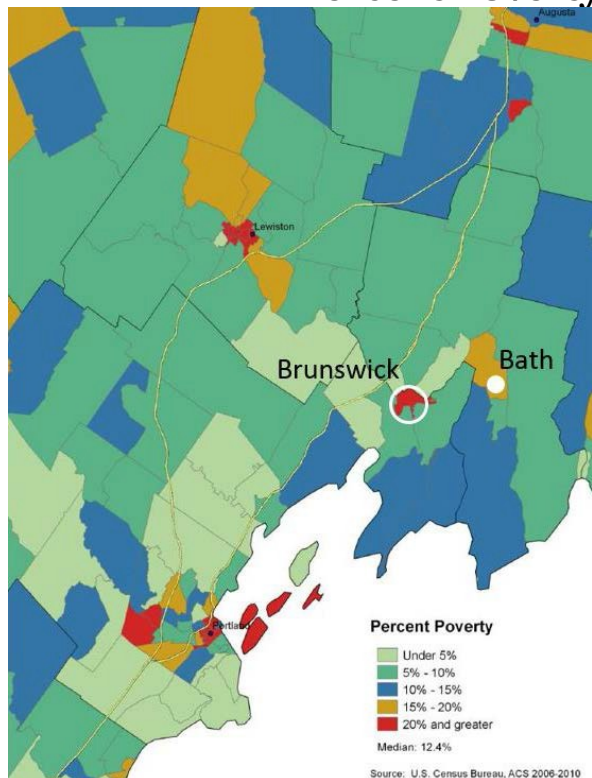 Augusta
Lewiston
Brunswick
Bath
Portland
Percent Poverty
Under 5%
5% - 10%
10% - 15%
15% - 20%
20% and greater
Median: 12.4%
Source: U.S. Census Bureau, ACS 2006-2010